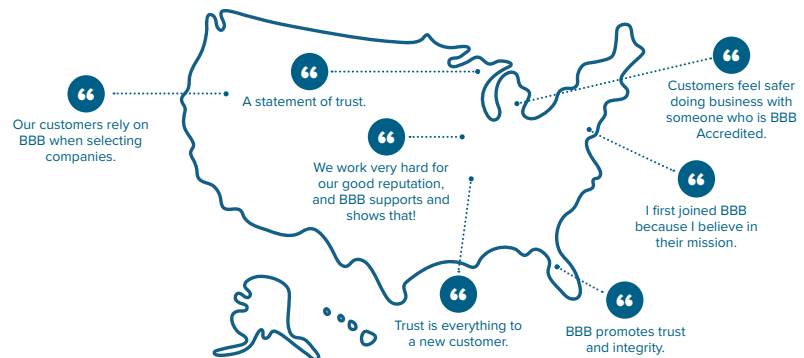 Our customers rely on
BBB when selecting
companies.
A statement of trust.
We work very hard for
our good reputation,
and BBB supports and
shows that!
Customers feel safer
doing business with
someone who is BBB
Accredited.
I first joined BBB
because I believe in
their mission.
Trust is everything to
a new customer.
BBB promotes trust
and integrity.